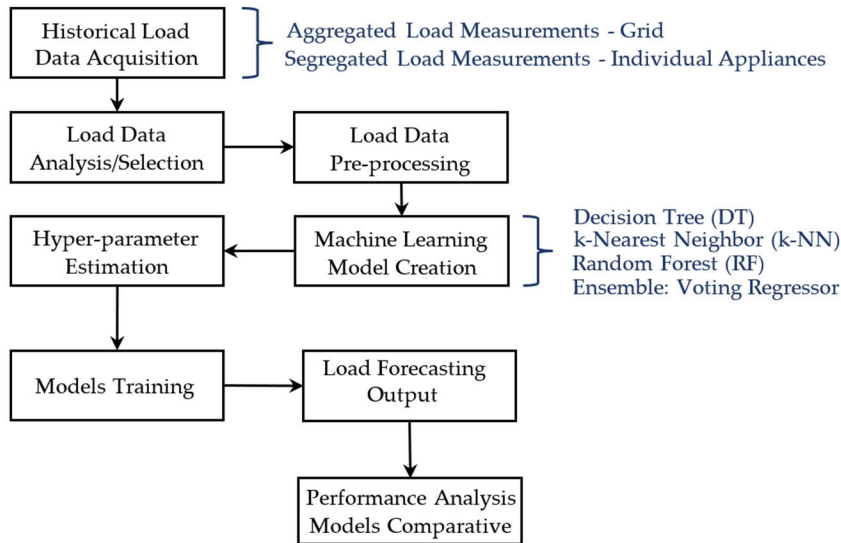 Historical Load
Data Acquisition
Aggregated Load Measurements - Grid
Segregated Load Measurements - Individual Appliances
Load Data
Analysis/Selection
Load Data
Pre-processing
Hyper-parameter
Estimation
Machine Learning
Model Creation
Decision Tree (DT)
k-Nearest Neighbor (k-NN)
Random Forest (RF)
Ensemble: Voting Regressor
Models Training
Load Forecasting
Output
Performance Analysis
Models Comparative